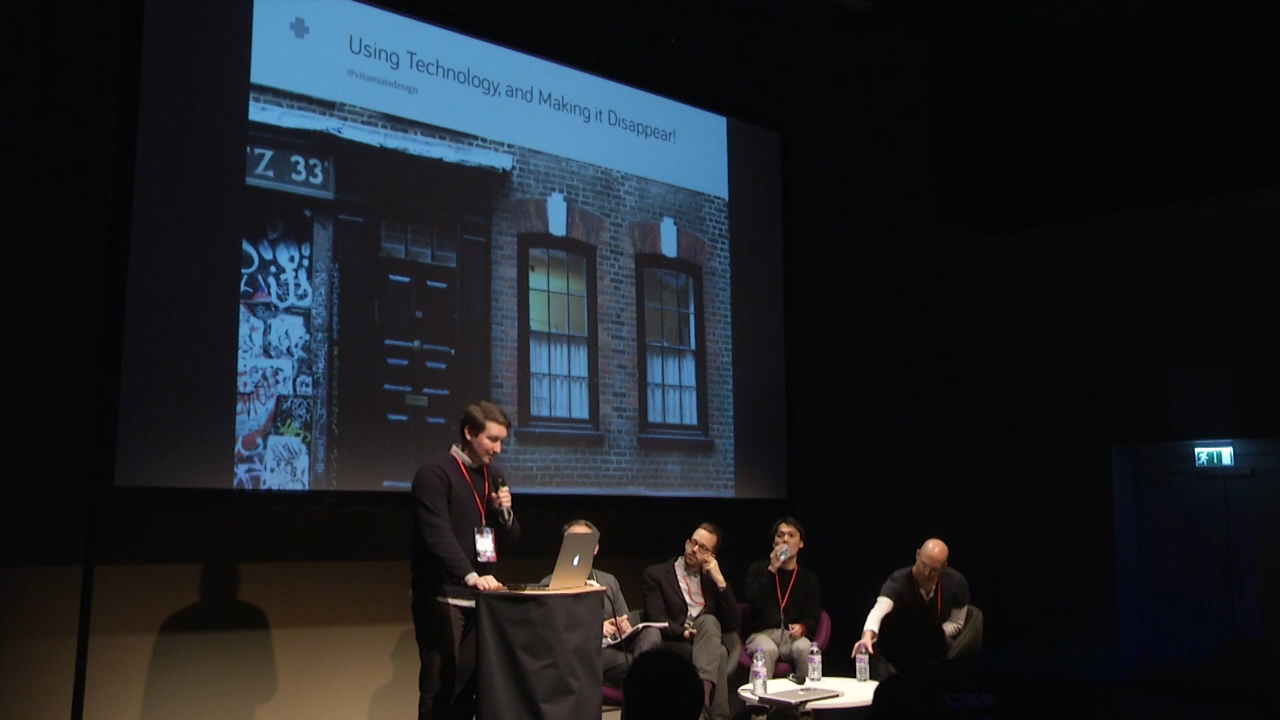 Using Technology, and Making it Disappear!
@vitaminsdesign
Z 33